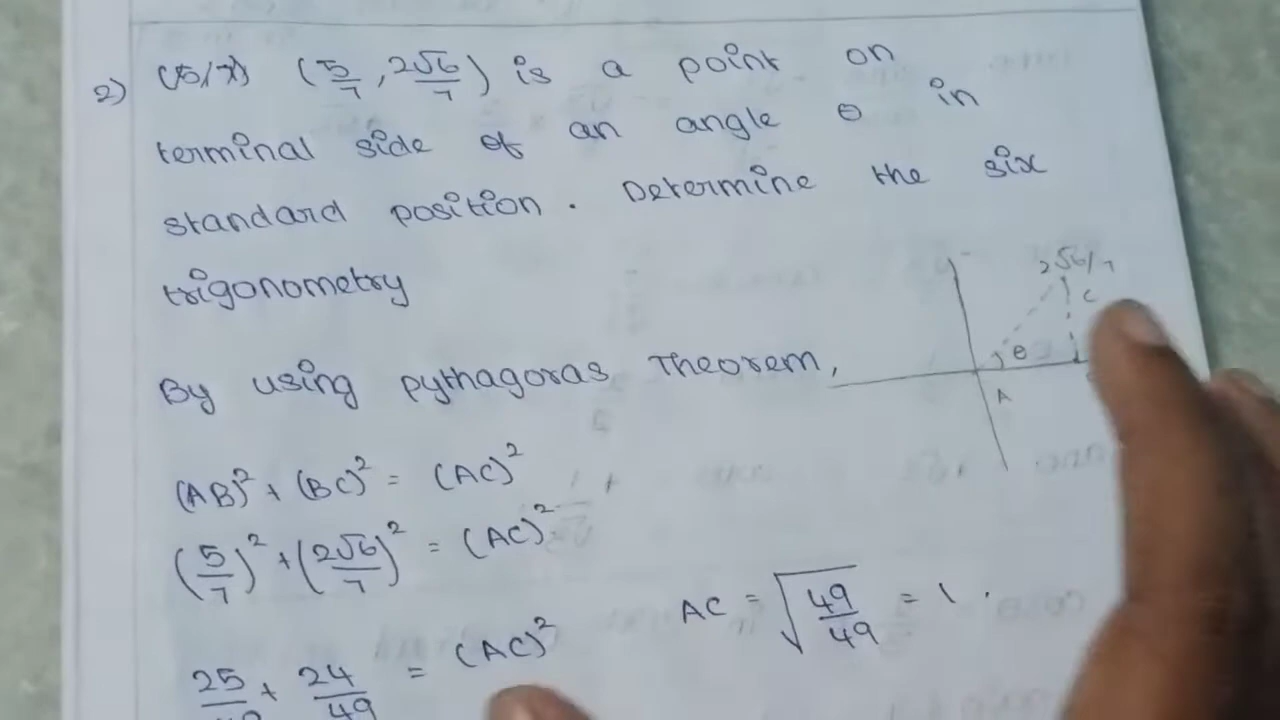 2) (5/7, 2√6/7) is a point on
terminal side of an angle θ in
standard position. Determine the six
trigonometry
2√6/7
C
θ
A
By using pythagoras Theorem,
(AB)² + (BC)² = (AC)²
(5/7)² + (2√6/7)² = (AC)²
25/49 + 24/49 = (AC)²
AC = √(49/49) = 1.